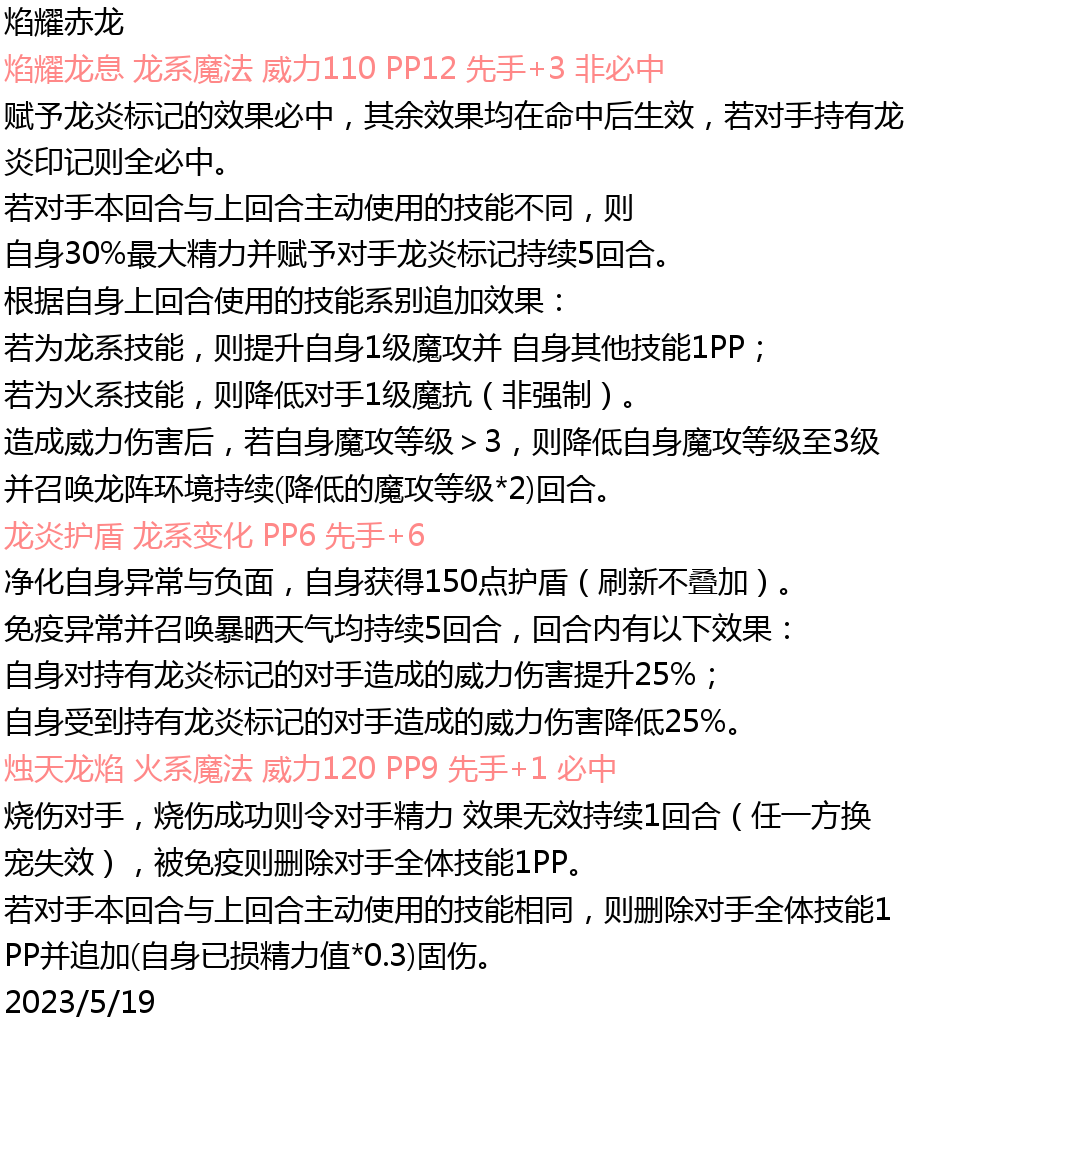 焰耀赤龙
焰耀龙息 龙系魔法 威力110 PP12 先手+3 非必中
赋予龙炎标记的效果必中，其余效果均在命中后生效，若对手持有龙
炎印记则全必中。
若对手本回合与上回合主动使用的技能不同，则
自身30%最大精力并赋予对手龙炎标记持续5回合。
根据自身上回合使用的技能系别追加效果：
若为龙系技能，则提升自身1级魔攻并 自身其他技能1PP；
若为火系技能，则降低对手1级魔抗（非强制）。
造成威力伤害后，若自身魔攻等级＞3，则降低自身魔攻等级至3级
并召唤龙阵环境持续(降低的魔攻等级*2)回合。
龙炎护盾 龙系变化 PP6 先手+6
净化自身异常与负面，自身获得150点护盾（刷新不叠加）。
免疫异常并召唤暴晒天气均持续5回合，回合内有以下效果：
自身对持有龙炎标记的对手造成的威力伤害提升25%；
自身受到持有龙炎标记的对手造成的威力伤害降低25%。
烛天龙焰 火系魔法 威力120 PP9 先手+1 必中
烧伤对手，烧伤成功则令对手精力 效果无效持续1回合（任一方换
宠失效），被免疫则删除对手全体技能1PP。
若对手本回合与上回合主动使用的技能相同，则删除对手全体技能1
PP并追加(自身已损精力值*0.3)固伤。
2023/5/19